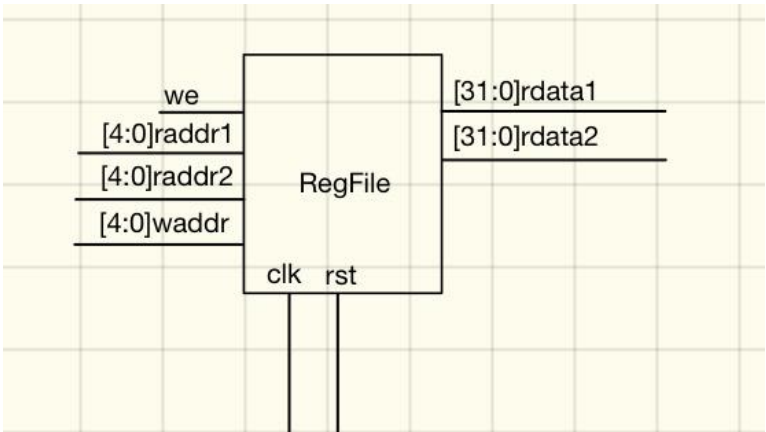 we
[4:0]raddr1
[4:0]raddr2
[4:0]waddr
RegFile
clk rst
[31:0]rdata1
[31:0]rdata2